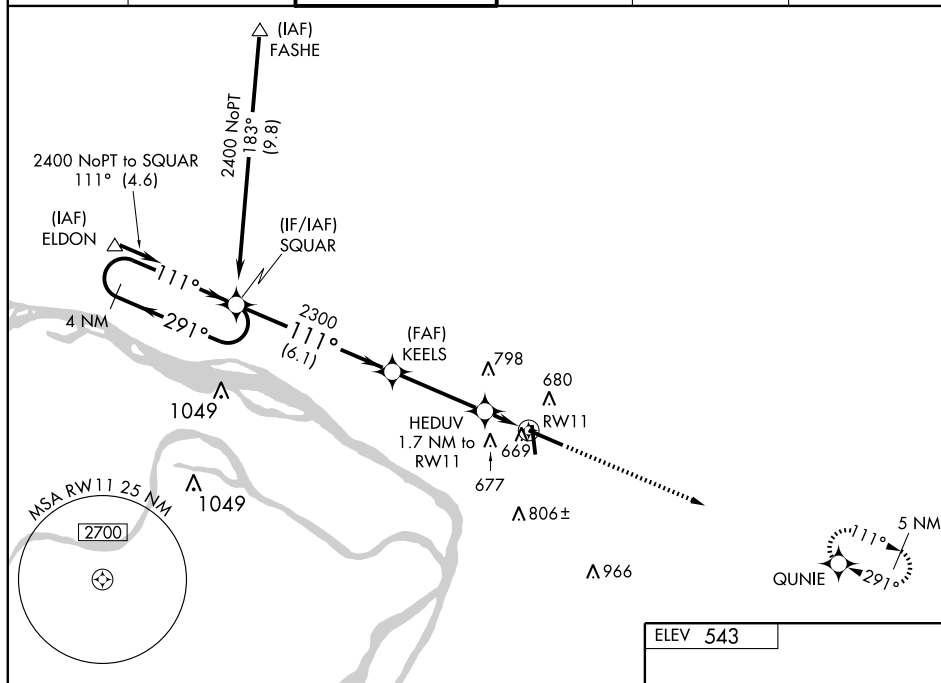 (IAF)
FASHE
2400 NoPT
183°
(9.8)
2400 NoPT to SQUAR
111° (4.6)
(IAF)
ELDON
(IF/IAF)
SQUAR
111°
291°
4 NM
2300
111°
(6.1)
(FAF)
KEELS
798
680
HEDUV
1.7 NM to
RW11
RW11
669
677
1049
1049
806±
966
MSA RW11 25 NM
2700
5 NM
111°
291°
QUNIE
ELEV 543